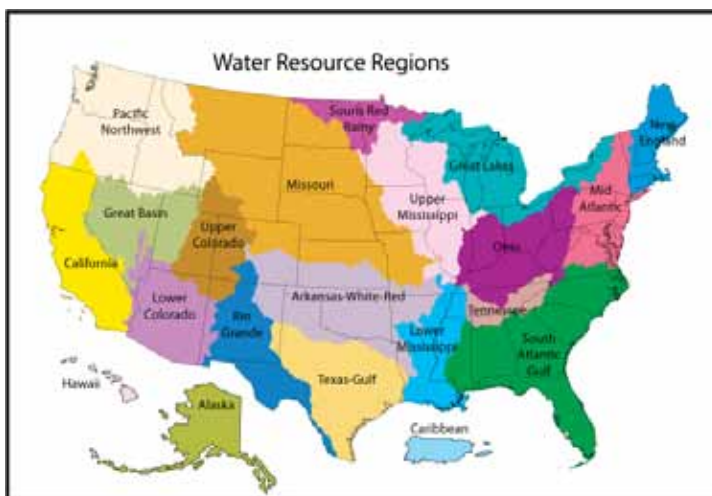 Water Resource Regions
Pacific
Northwest
Souris Red
Rainy
New
England
Great Lakes
Missouri
Upper
Mississippi
Mid
Atlantic
Great Basin
Upper
Colorado
Ohio
California
Lower
Colorado
Rio
Grande
Arkansas-White-Red
Tennessee
Lower
Mississippi
South
Atlantic
Gulf
Texas-Gulf
Hawaii
Alaska
Caribbean